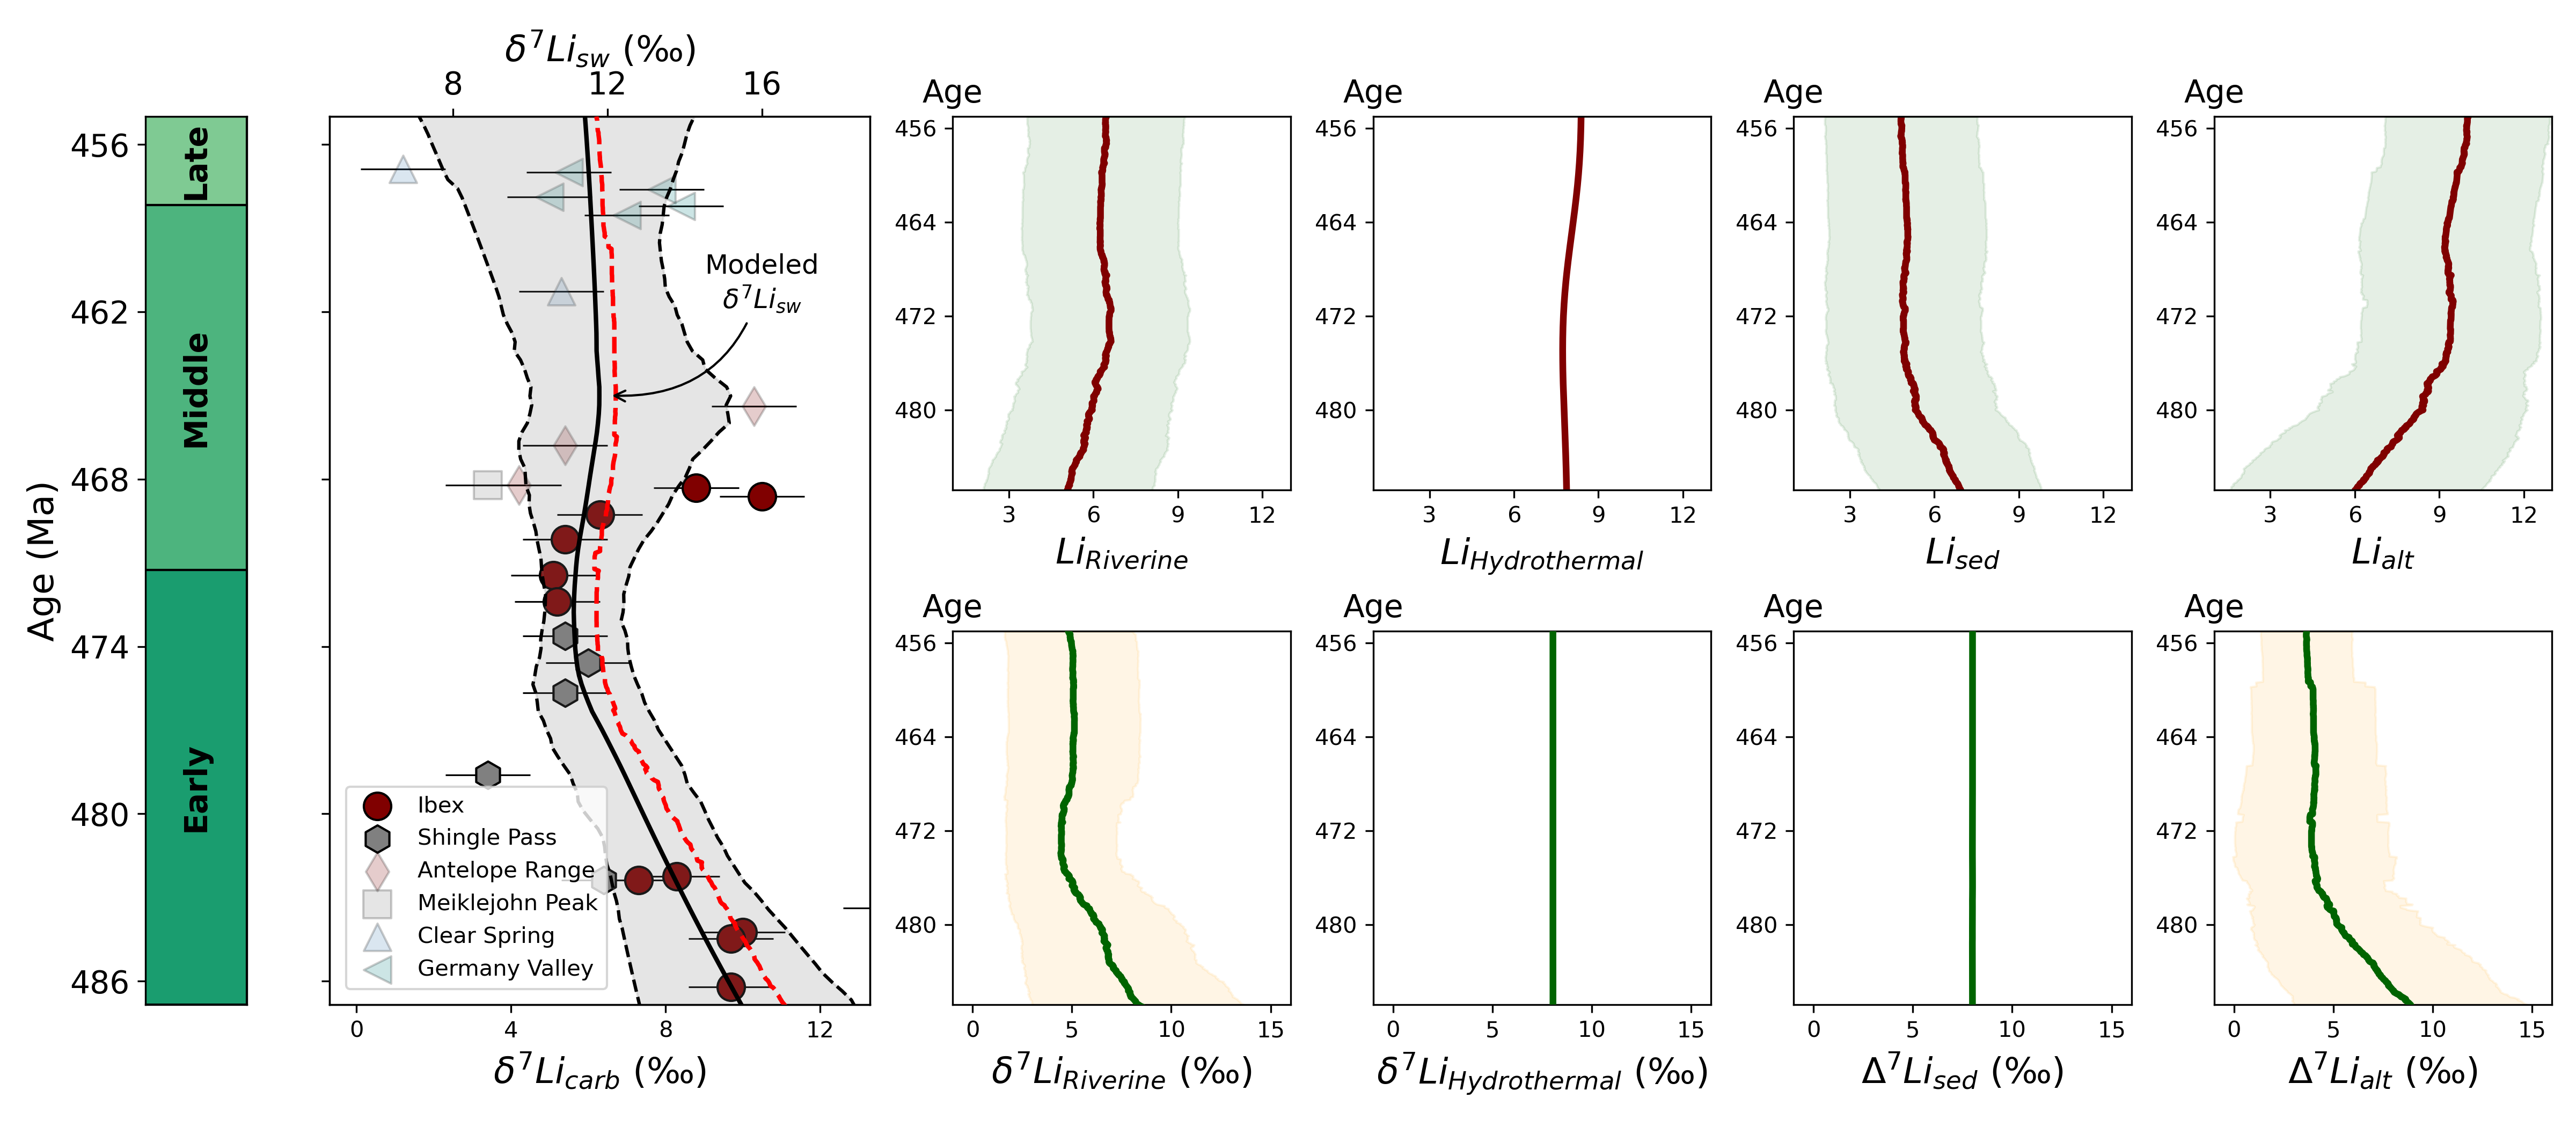 δ⁷Li_sw (‰)
8 12 16
Age (Ma)
456
462
468
474
480
486
Late
Middle
Early
Modeled
δ⁷Li_sw
Ibex
Shingle Pass
Antelope Range
Meiklejohn Peak
Clear Spring
Germany Valley
0 4 8 12
δ⁷Li_carb (‰)
Age
456
464
472
480
3 6 9 12
Li_Riverine
Age
456
464
472
480
3 6 9 12
Li_Hydrothermal
Age
456
464
472
480
3 6 9 12
Li_sed
Age
456
464
472
480
3 6 9 12
Li_alt
Age
456
464
472
480
0 5 10 15
δ⁷Li_Riverine (‰)
Age
456
464
472
480
0 5 10 15
δ⁷Li_Hydrothermal (‰)
Age
456
464
472
480
0 5 10 15
Δ⁷Li_sed (‰)
Age
456
464
472
480
0 5 10 15
Δ⁷Li_alt (‰)